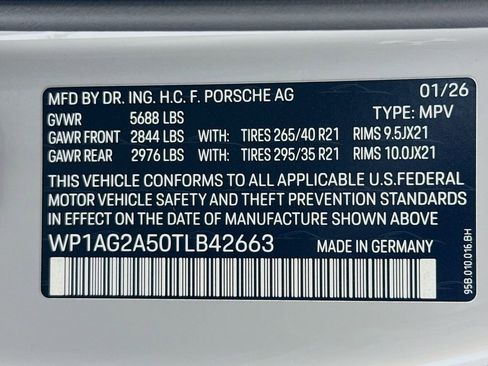 MFD BY DR. ING. H.C. F. PORSCHE AG 01/26
GVWR 5688 LBS TYPE: MPV
GAWR FRONT 2844 LBS WITH: TIRES 265/40 R21 RIMS 9.5JX21
GAWR REAR 2976 LBS WITH: TIRES 295/35 R21 RIMS 10.0JX21
THIS VEHICLE CONFORMS TO ALL APPLICABLE U.S.FEDERAL
MOTOR VEHICLE SAFETY AND THEFT PREVENTION STANDARDS
IN EFFECT ON THE DATE OF MANUFACTURE SHOWN ABOVE.
WP1AG2A50TLB42663 MADE IN GERMANY
95B.010.016.BH